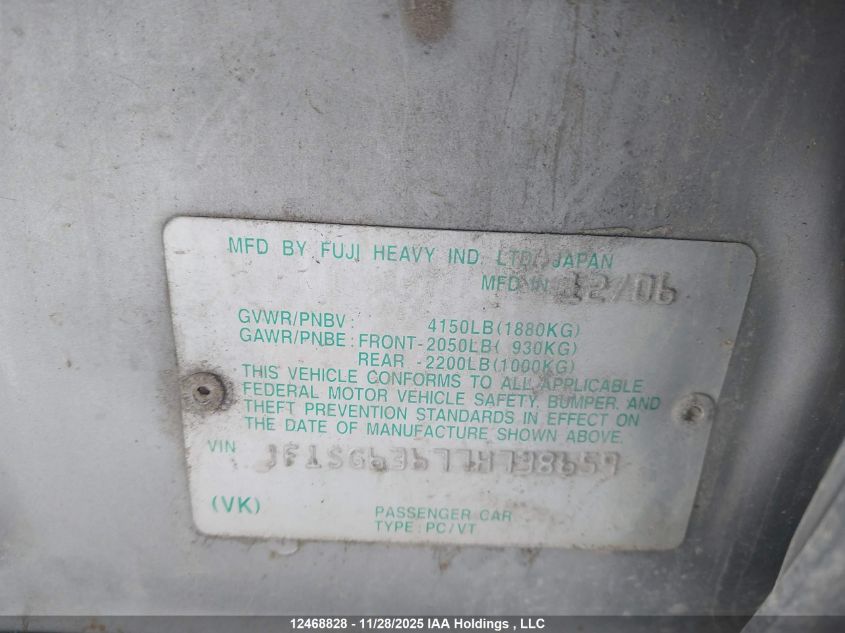 MFD BY FUJI HEAVY IND. LTD. JAPAN
MFD IN 12/06
GVWR/PNBV : 4150LB(1880KG)
GAWR/PNBE : FRONT-2050LB( 930KG)
REAR -2200LB(1000KG)
THIS VEHICLE CONFORMS TO ALL APPLICABLE
FEDERAL MOTOR VEHICLE SAFETY, BUMPER, AND
THEFT PREVENTION STANDARDS IN EFFECT ON
THE DATE OF MANUFACTURE SHOWN ABOVE.
VIN JF1SG63677H738659
(VK) PASSENGER CAR
TYPE : PC/VT
12468828 - 11/28/2025 IAA Holdings , LLC